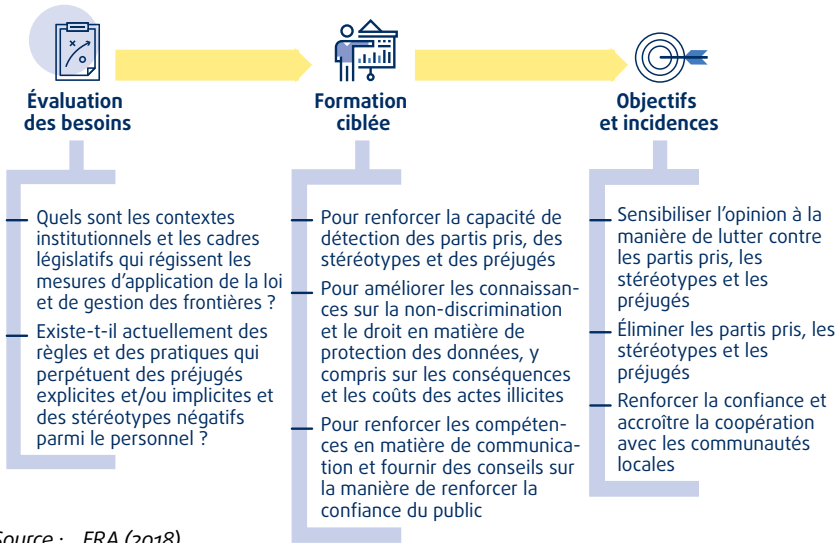 Évaluation
des besoins
Quels sont les contextes
institutionnels et les cadres
législatifs qui régissent les
mesures d’application de la loi
et de gestion des frontières ?
Existe-t-il actuellement des
règles et des pratiques qui
perpétuent des préjugés
explicites et/ou implicites et
des stéréotypes négatifs
parmi le personnel ?
Formation
ciblée
Pour renforcer la capacité de
détection des partis pris, des
stéréotypes et des préjugés
Pour améliorer les connaissan-
ces sur la non-discrimination
et le droit en matière de
protection des données, y
compris sur les conséquences
et les coûts des actes illicites
Pour renforcer les compéten-
ces en matière de communica-
tion et fournir des conseils sur
la manière de renforcer la
confiance du public
Objectifs
et incidences
Sensibiliser l’opinion à la
manière de lutter contre
les partis pris, les
stéréotypes et les
préjugés
Éliminer les partis pris, les
stéréotypes et les
préjugés
Renforcer la confiance et
accroître la coopération
avec les communautés
locales
Source : FRA (2018)